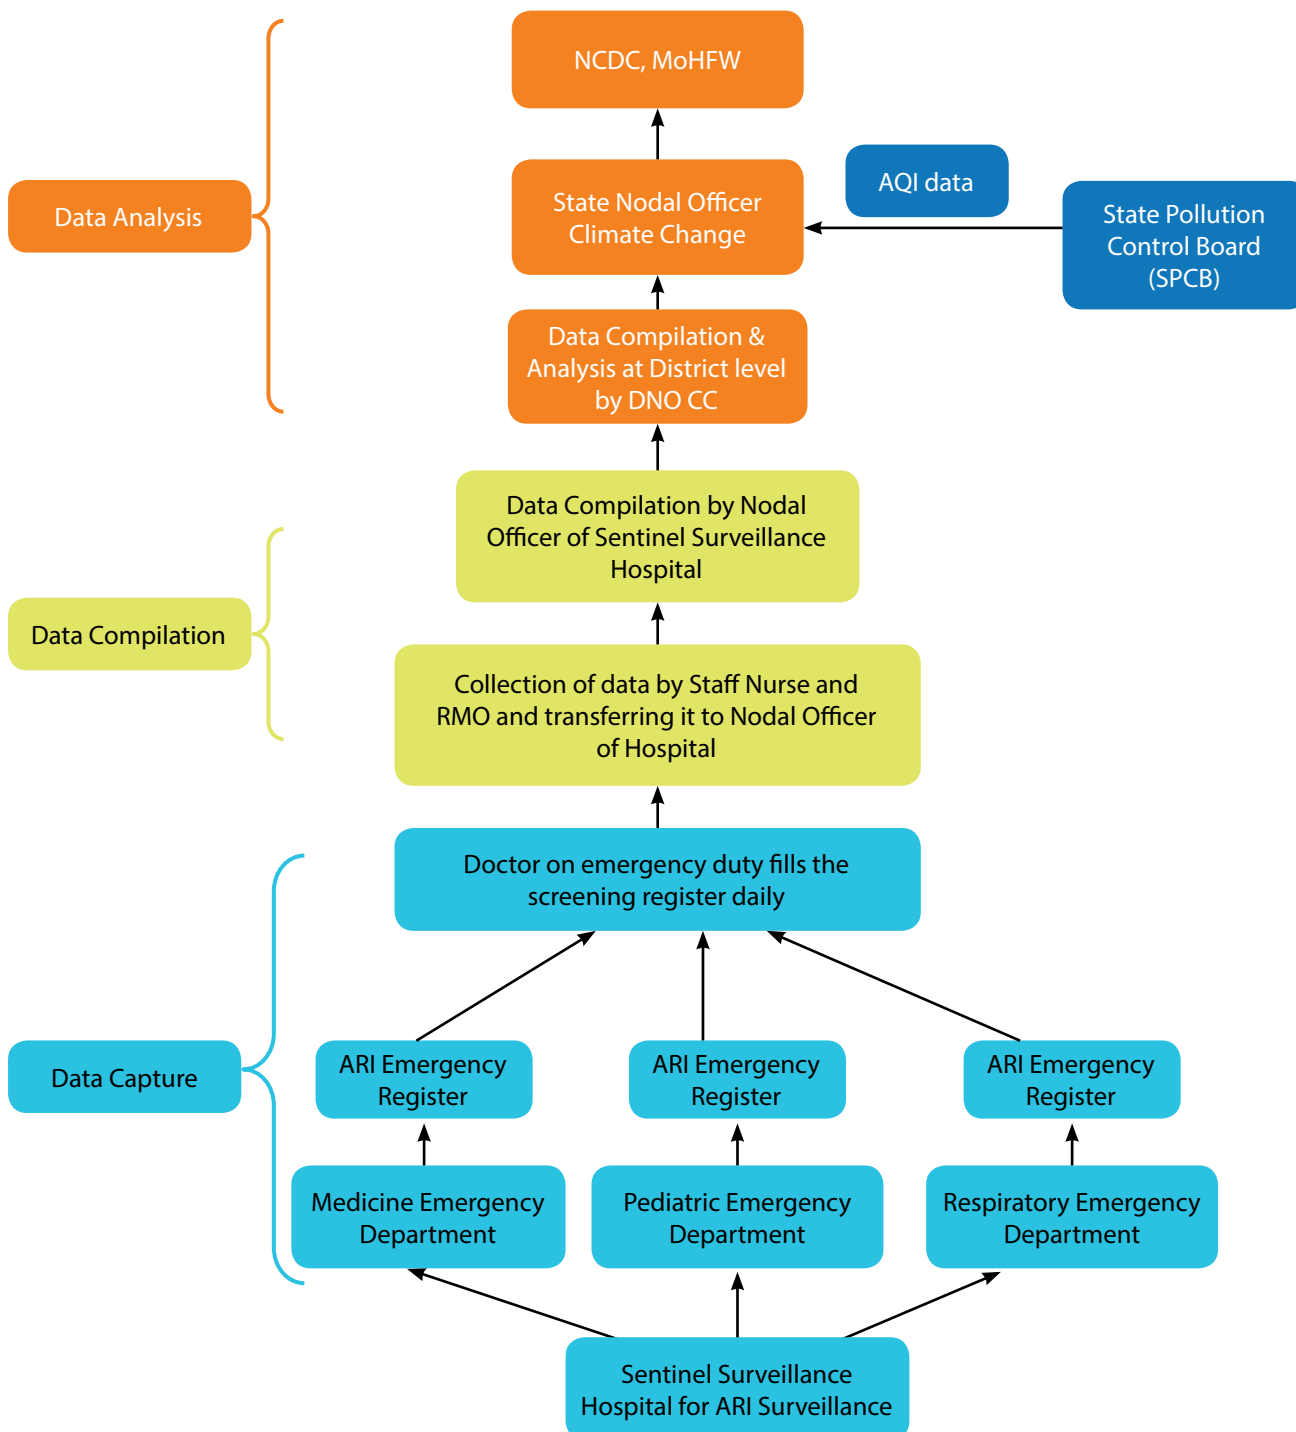 NCDC, MoHFW
AQI data
State Nodal Officer
Climate Change
State Pollution
Control Board
(SPCB)
Data Analysis
Data Compilation &
Analysis at District level
by DNO CC
Data Compilation by Nodal
Officer of Sentinel Surveillance
Hospital
Data Compilation
Collection of data by Staff Nurse and
RMO and transferring it to Nodal Officer
of Hospital
Doctor on emergency duty fills the
screening register daily
Data Capture
ARI Emergency
Register
ARI Emergency
Register
ARI Emergency
Register
Medicine Emergency
Department
Pediatric Emergency
Department
Respiratory Emergency
Department
Sentinel Surveillance
Hospital for ARI Surveillance